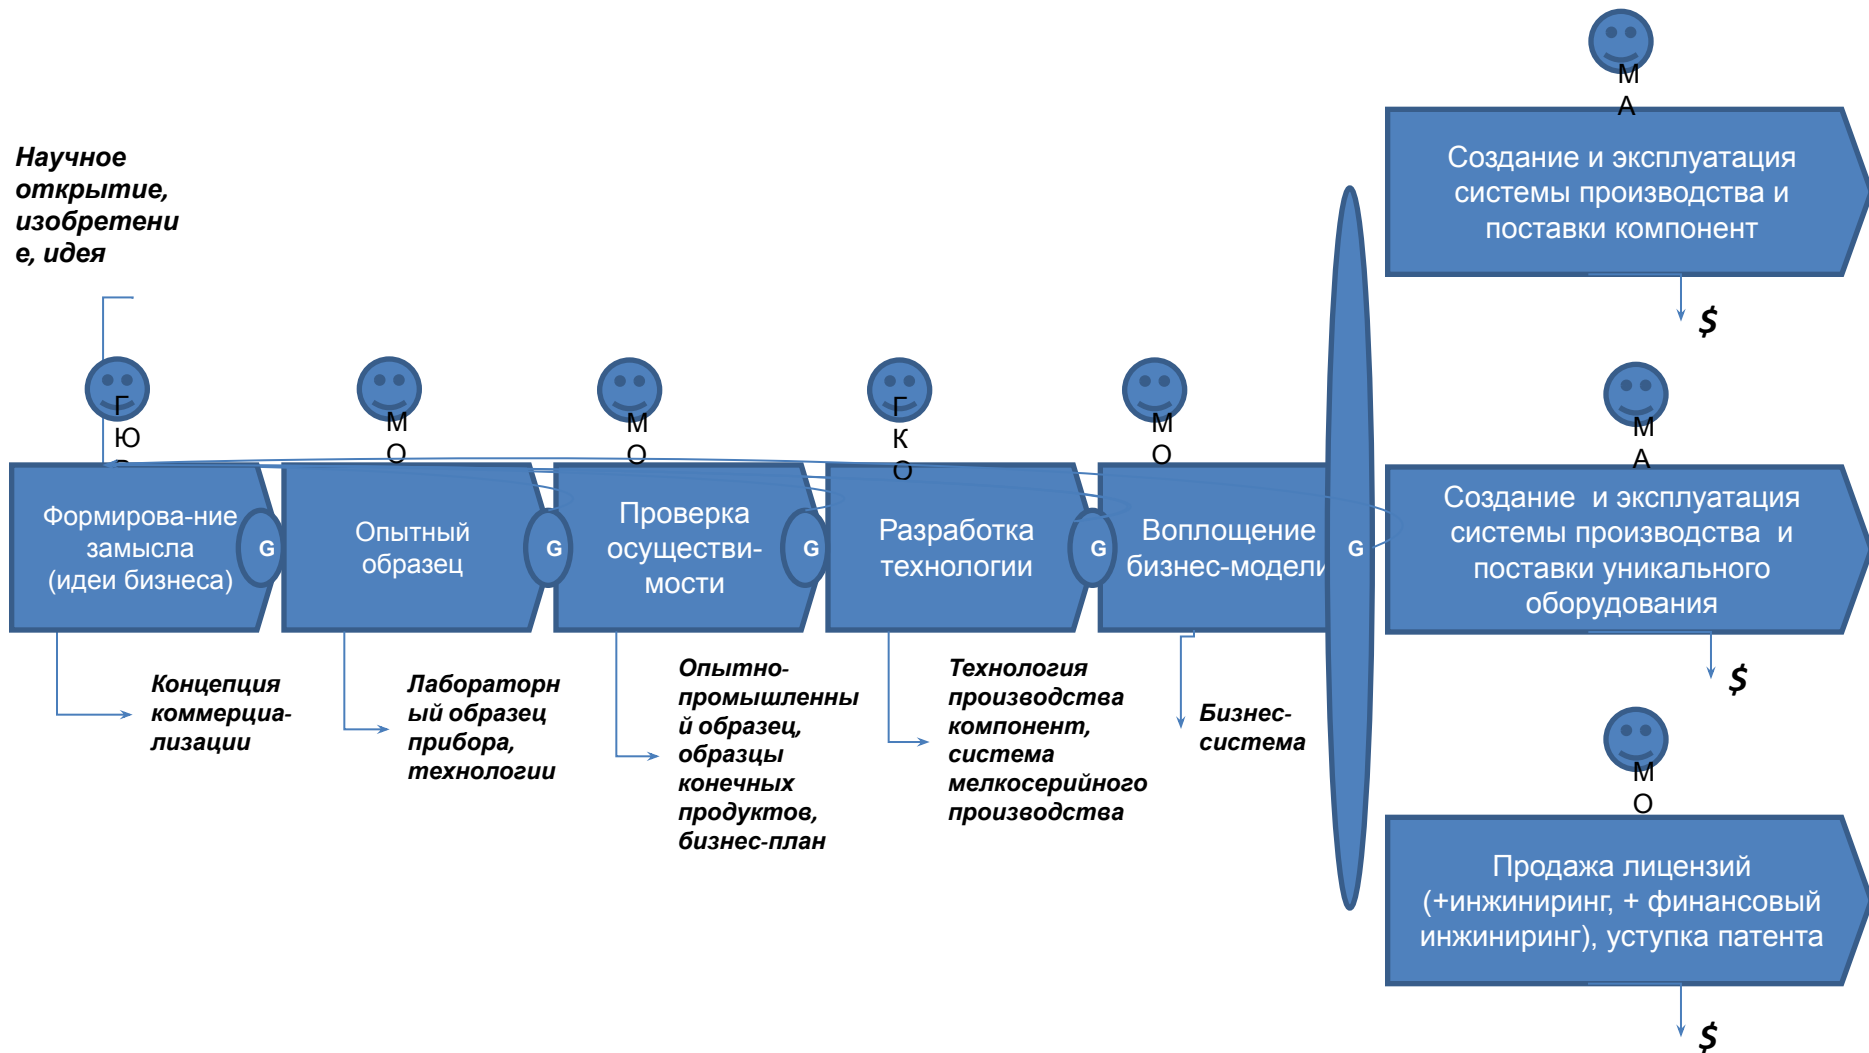 М
А
Создание и эксплуатация
системы производства и
поставки компонент
$
Научное
открытие,
изобретени
е, идея
Г
Ю
М
О
М
О
Г
К
О
М
О
М
А
Формирова-ние
замысла
(идеи бизнеса)
G
Опытный
образец
G
Проверка
осуществи-
мости
G
Разработка
технологии
G
Воплощение
бизнес-модели
G
Создание и эксплуатация
системы производства и
поставки уникального
оборудования
$
Концепция
коммерциа-
лизации
Лабораторн
ый образец
прибора,
технологии
Опытно-
промышленны
й образец,
образцы
конечных
продуктов,
бизнес-план
Технология
производства
компонент,
система
мелкосерийного
производства
Бизнес-
система
М
О
Продажа лицензий
(+инжиниринг, + финансовый
инжиниринг), уступка патента
$